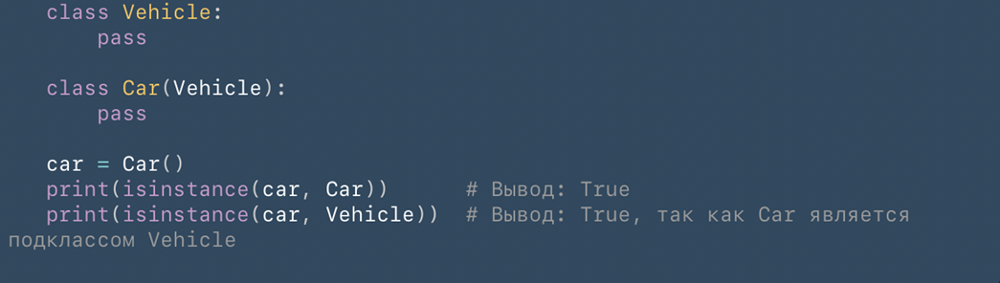 class Vehicle:
pass
class Car(Vehicle):
pass
car = Car()
print(isinstance(car, Car))      # Вывод: True
print(isinstance(car, Vehicle))  # Вывод: True, так как Car является
подклассом Vehicle